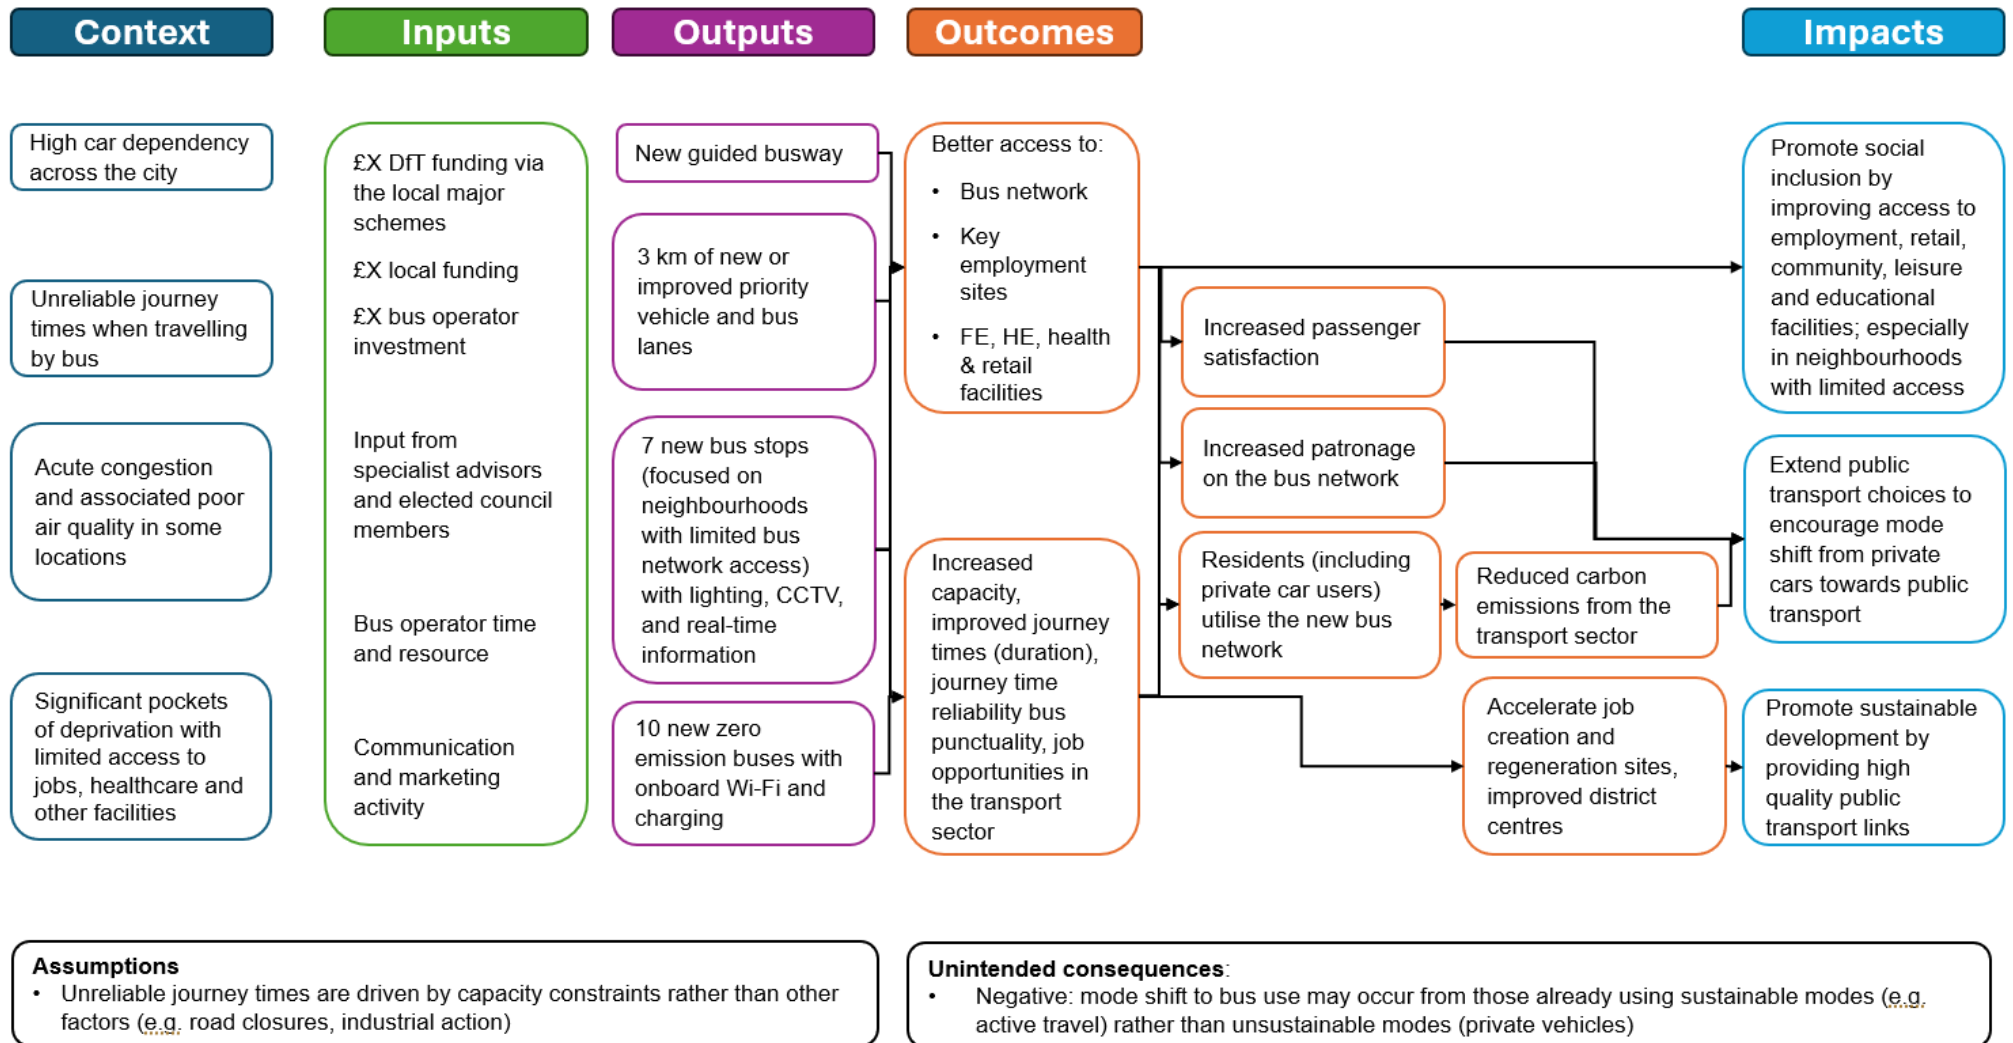 Context
Inputs
Outputs
Outcomes
Impacts
High car dependency
across the city
Unreliable journey
times when travelling
by bus
Acute congestion
and associated poor
air quality in some
locations
Significant pockets
of deprivation with
limited access to
jobs, healthcare and
other facilities
£X DfT funding via
the local major
schemes
£X local funding
£X bus operator
investment
Input from
specialist advisors
and elected council
members
Bus operator time
and resource
Communication
and marketing
activity
New guided busway
3 km of new or
improved priority
vehicle and bus
lanes
7 new bus stops
(focused on
neighbourhoods
with limited bus
network access)
with lighting, CCTV,
and real-time
information
10 new zero
emission buses with
onboard Wi-Fi and
charging
Better access to:
• Bus network
• Key
employment
sites
• FE, HE, health
& retail
facilities
Increased
capacity,
improved journey
times (duration),
journey time
reliability bus
punctuality, job
opportunities in
the transport
sector
Increased passenger
satisfaction
Increased patronage
on the bus network
Residents (including
private car users)
utilise the new bus
network
Reduced carbon
emissions from the
transport sector
Accelerate job
creation and
regeneration sites,
improved district
centres
Promote social
inclusion by
improving access to
employment, retail,
community, leisure
and educational
facilities; especially
in neighbourhoods
with limited access
Extend public
transport choices to
encourage mode
shift from private
cars towards public
transport
Promote sustainable
development by
providing high
quality public
transport links
Assumptions
• Unreliable journey times are driven by capacity constraints rather than other
factors (e.g. road closures, industrial action)
Unintended consequences:
• Negative: mode shift to bus use may occur from those already using sustainable modes (e.g.
active travel) rather than unsustainable modes (private vehicles)